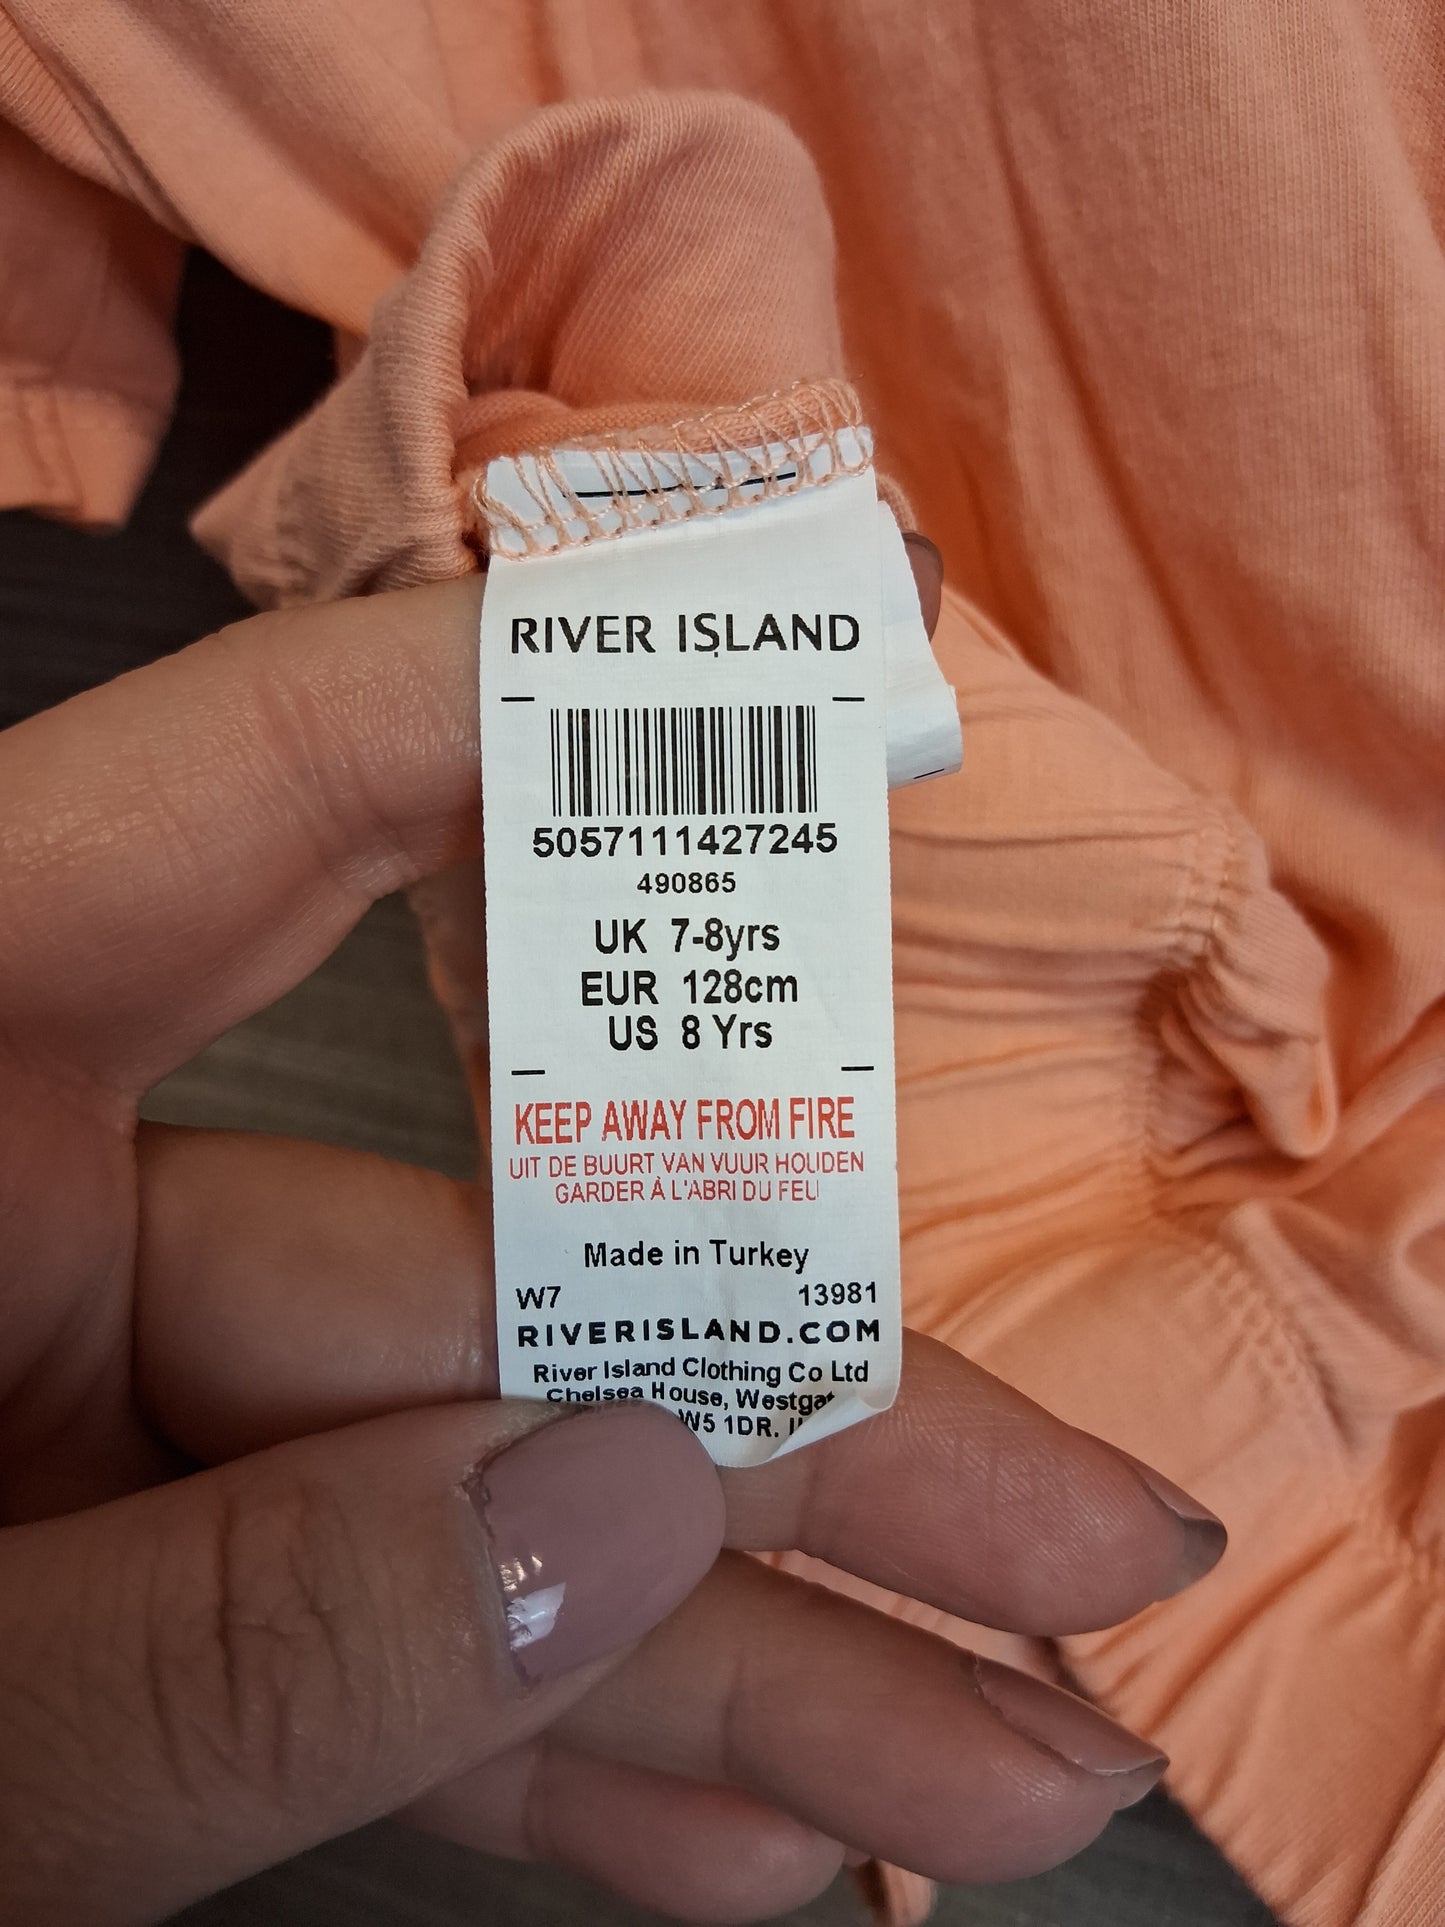 RIVER ISLAND
5057111427245
490865
UK 7-8yrs
EUR 128cm
US 8 Yrs
KEEP AWAY FROM FIRE
UIT DE BUURT VAN VUUR HOUDEN
GARDER À L'ABRI DU FEU
Made in Turkey
W7 13981
RIVERISLAND.COM
River Island Clothing Co Ltd
Chelsea House,
W5 1DR.